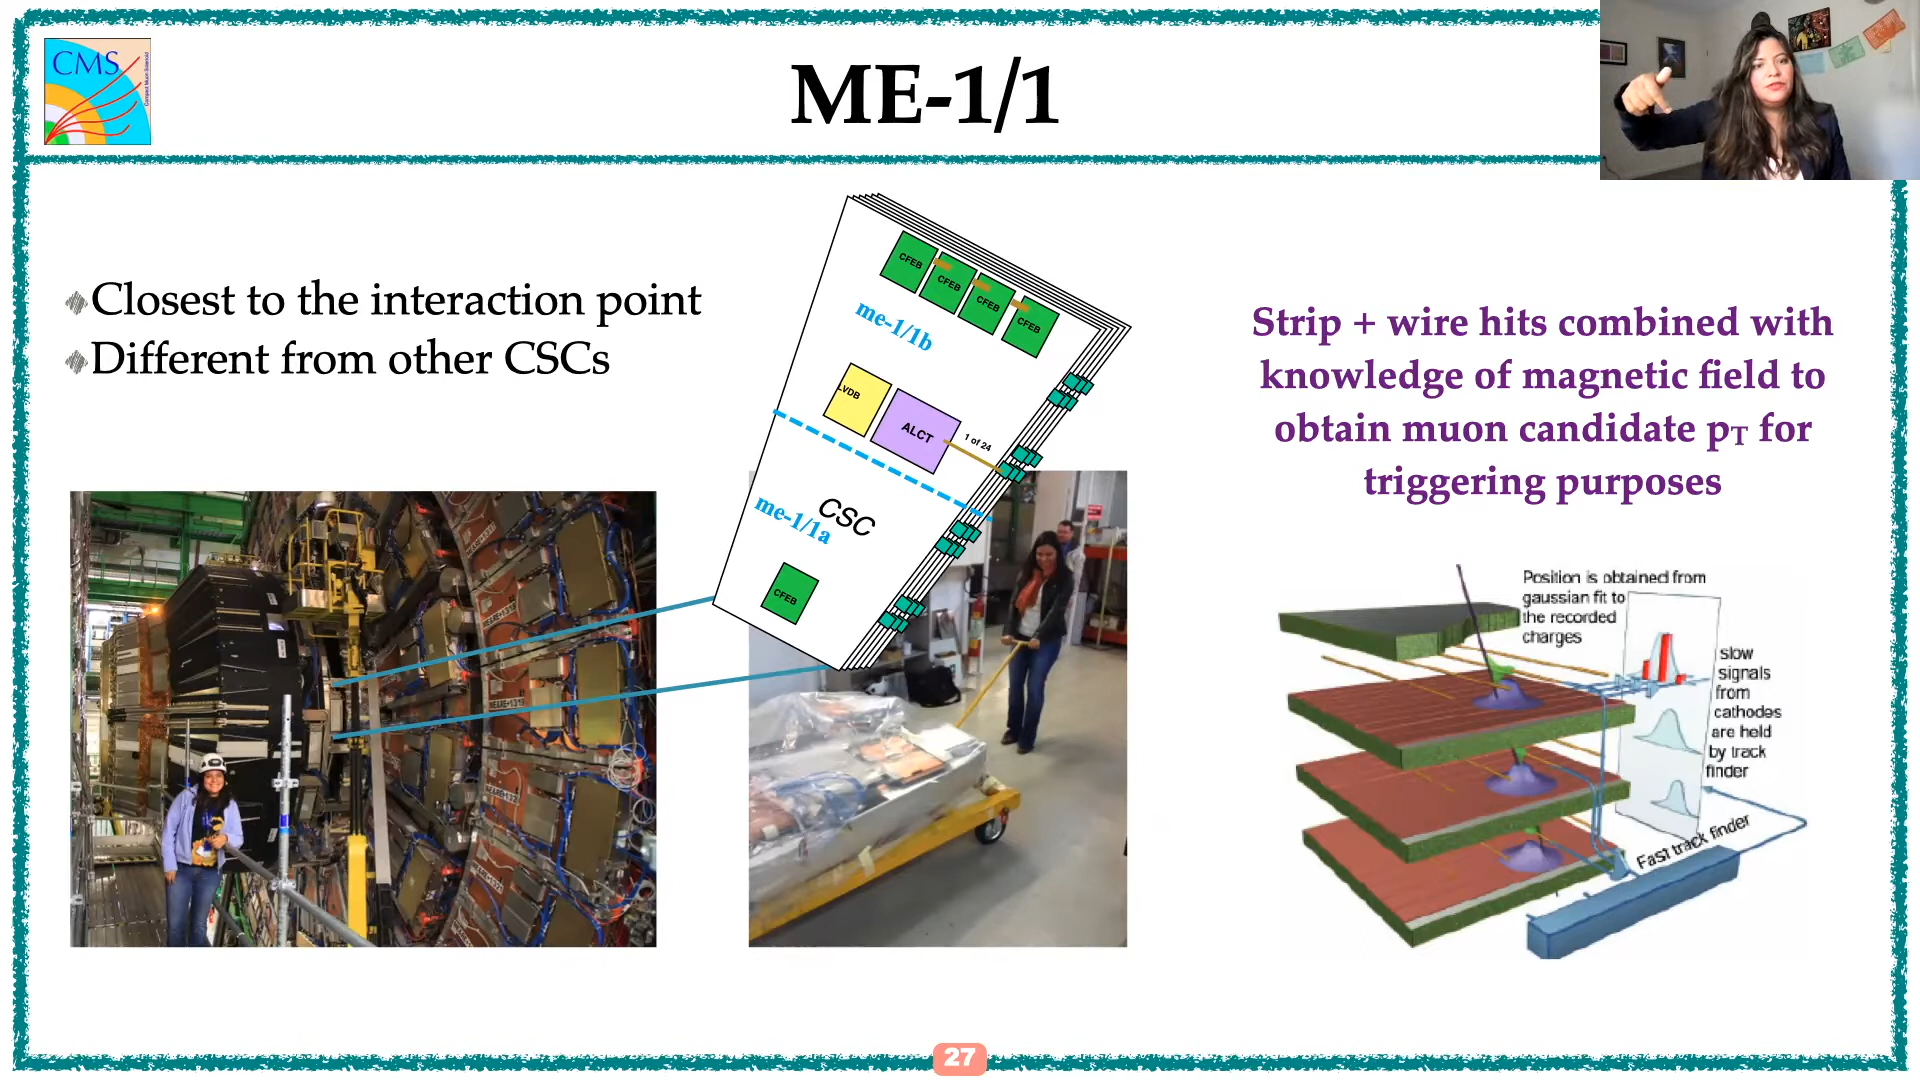 CMS
Compact Muon Solenoid
ME-1/1
Closest to the interaction point
Different from other CSCs
CFEB
CFEB
CFEB
CFEB
me-1/1b
LVDB
ALCT
1 of 24
CSC
me-1/1a
CFEB
Strip + wire hits combined with
knowledge of magnetic field to
obtain muon candidate pT for
triggering purposes
Position is obtained from
gaussian fit to
the recorded
charges
slow
signals
from
cathodes
are held
by track
finder
Fast track finder
27